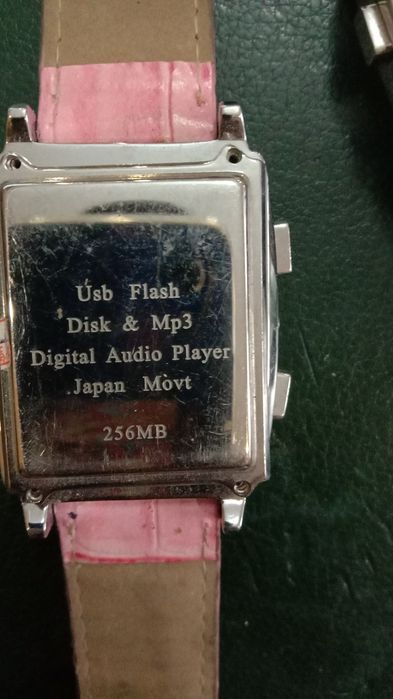 Usb Flash
Disk & Mp3
Digital Audio Player
Japan Movt
256MB